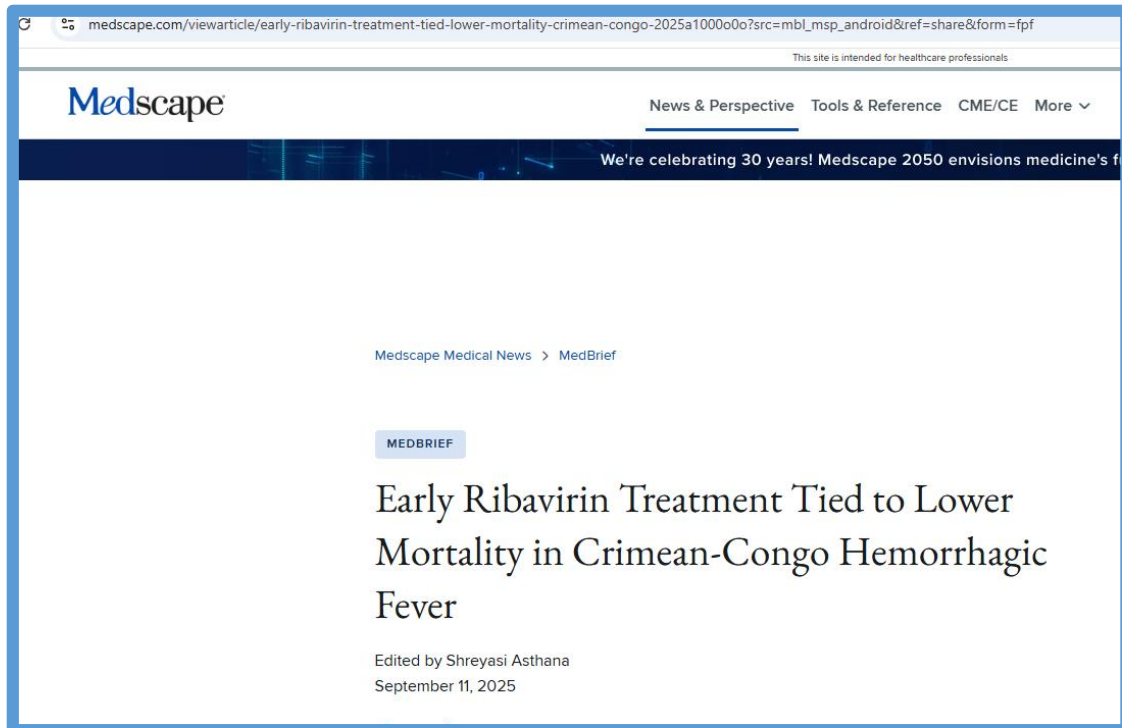 medscape.com/viewarticle/early-ribavirin-treatment-tied-lower-mortality-crimean-congo-2025a1000o0o?src=mbl_msp_android&ref=share&form=fpf
This site is intended for healthcare professionals
Medscape
News & Perspective Tools & Reference CME/CE More
We're celebrating 30 years! Medscape 2050 envisions medicine's
Medscape Medical News > MedBrief
MEDBRIEF
Early Ribavirin Treatment Tied to Lower
Mortality in Crimean-Congo Hemorrhagic
Fever
Edited by Shreyasi Asthana
September 11, 2025